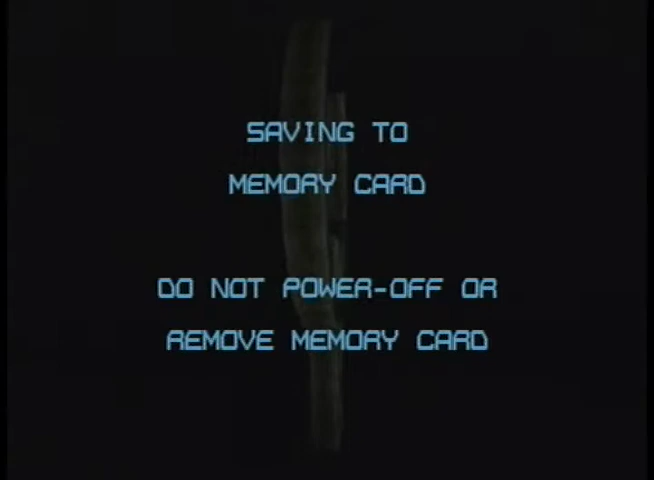 SAVING TO
MEMORY CARD
DO NOT POWER-OFF OR
REMOVE MEMORY CARD